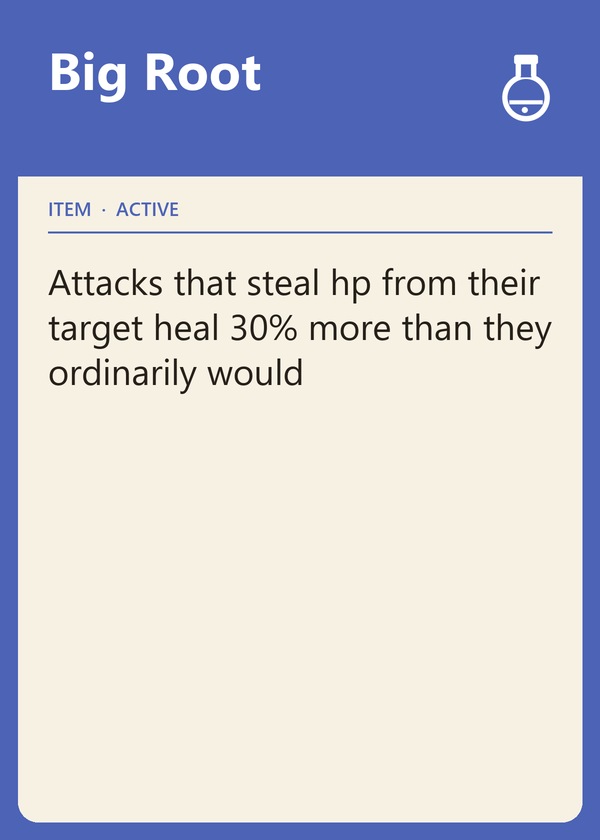 Big Root
ITEM · ACTIVE
Attacks that steal hp from their
target heal 30% more than they
ordinarily would